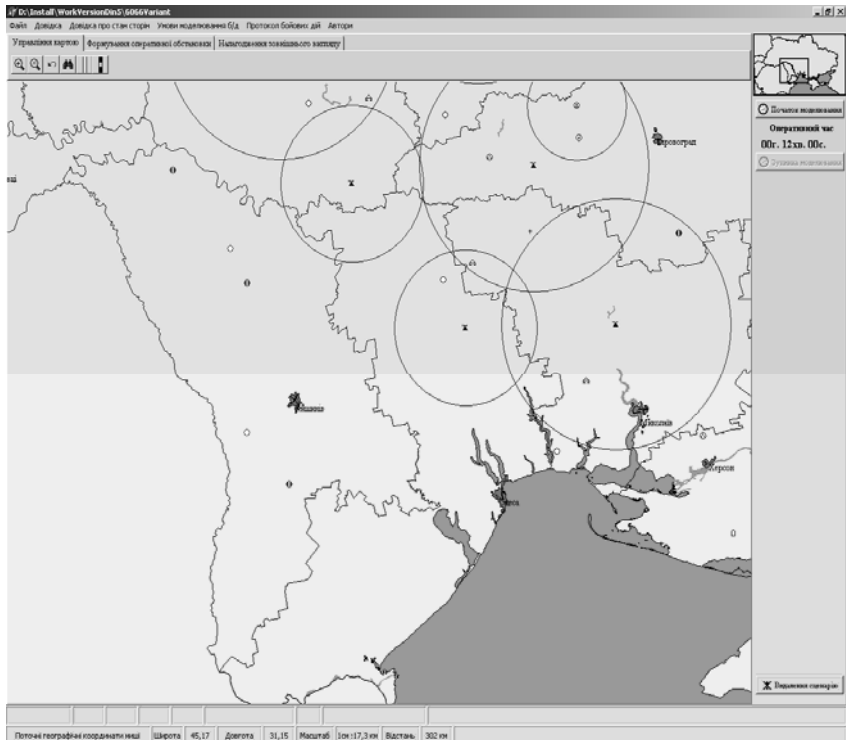 D:\Install\WorkVersionDin5\6066Variant
Файл Довідка Довідка про стан сторін Умови моделювання б/д Протокол бойових дій Автори
Управління картою Формування оперативної обстановки Налагодження зовнішнього вигляду
Початок моделювання
Оперативний час
00г. 12хв. 00с.
Зупинка моделювання
Кіровоград
Кишинів
Миколаїв
Херсон
Одеса
Видалення сценарію
Поточні географічні координати миші Широта 45,17 Довгота 31,15 Масштаб 1см :17,3 км Відстань 302 км